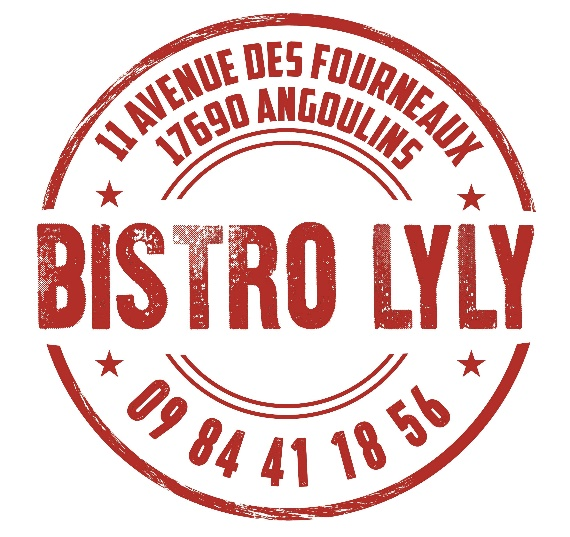 11 AVENUE DES FOURNEAUX
17690 ANGOULINS
BISTRO LYLY
09 84 41 18 56